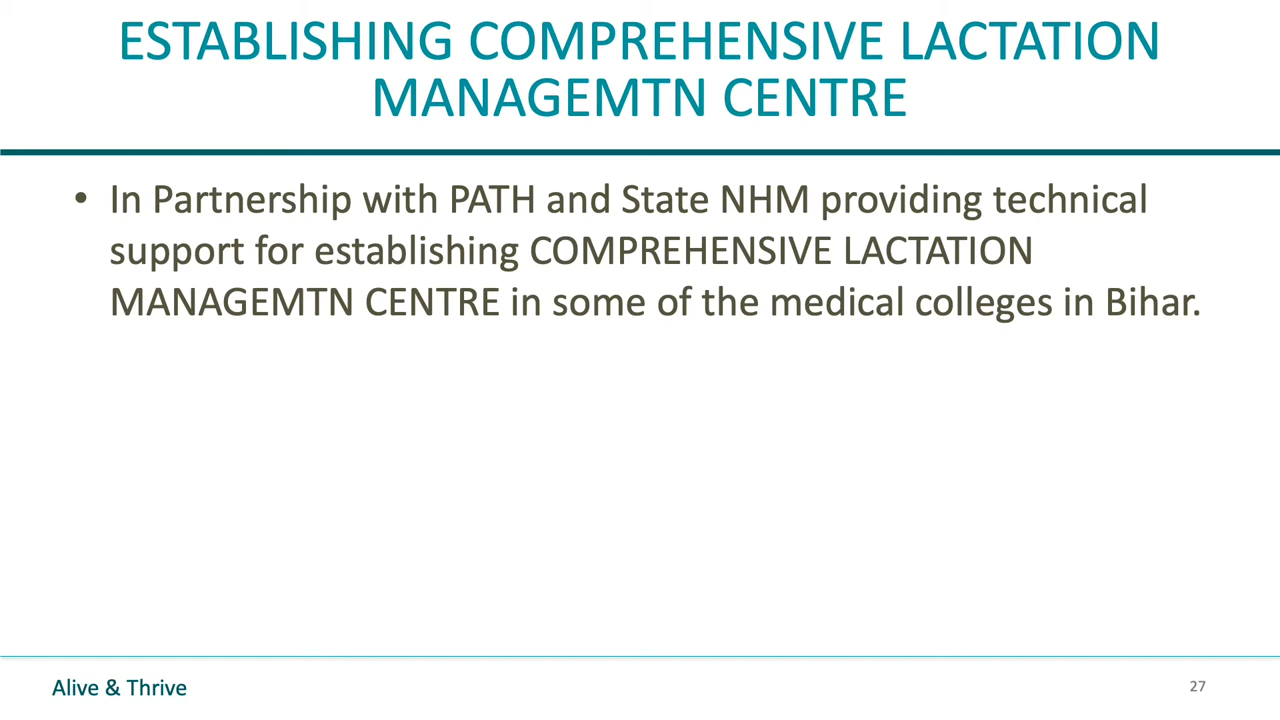 ESTABLISHING COMPREHENSIVE LACTATION
MANAGEMTN CENTRE
• In Partnership with PATH and State NHM providing technical
support for establishing COMPREHENSIVE LACTATION
MANAGEMTN CENTRE in some of the medical colleges in Bihar.
Alive & Thrive
27